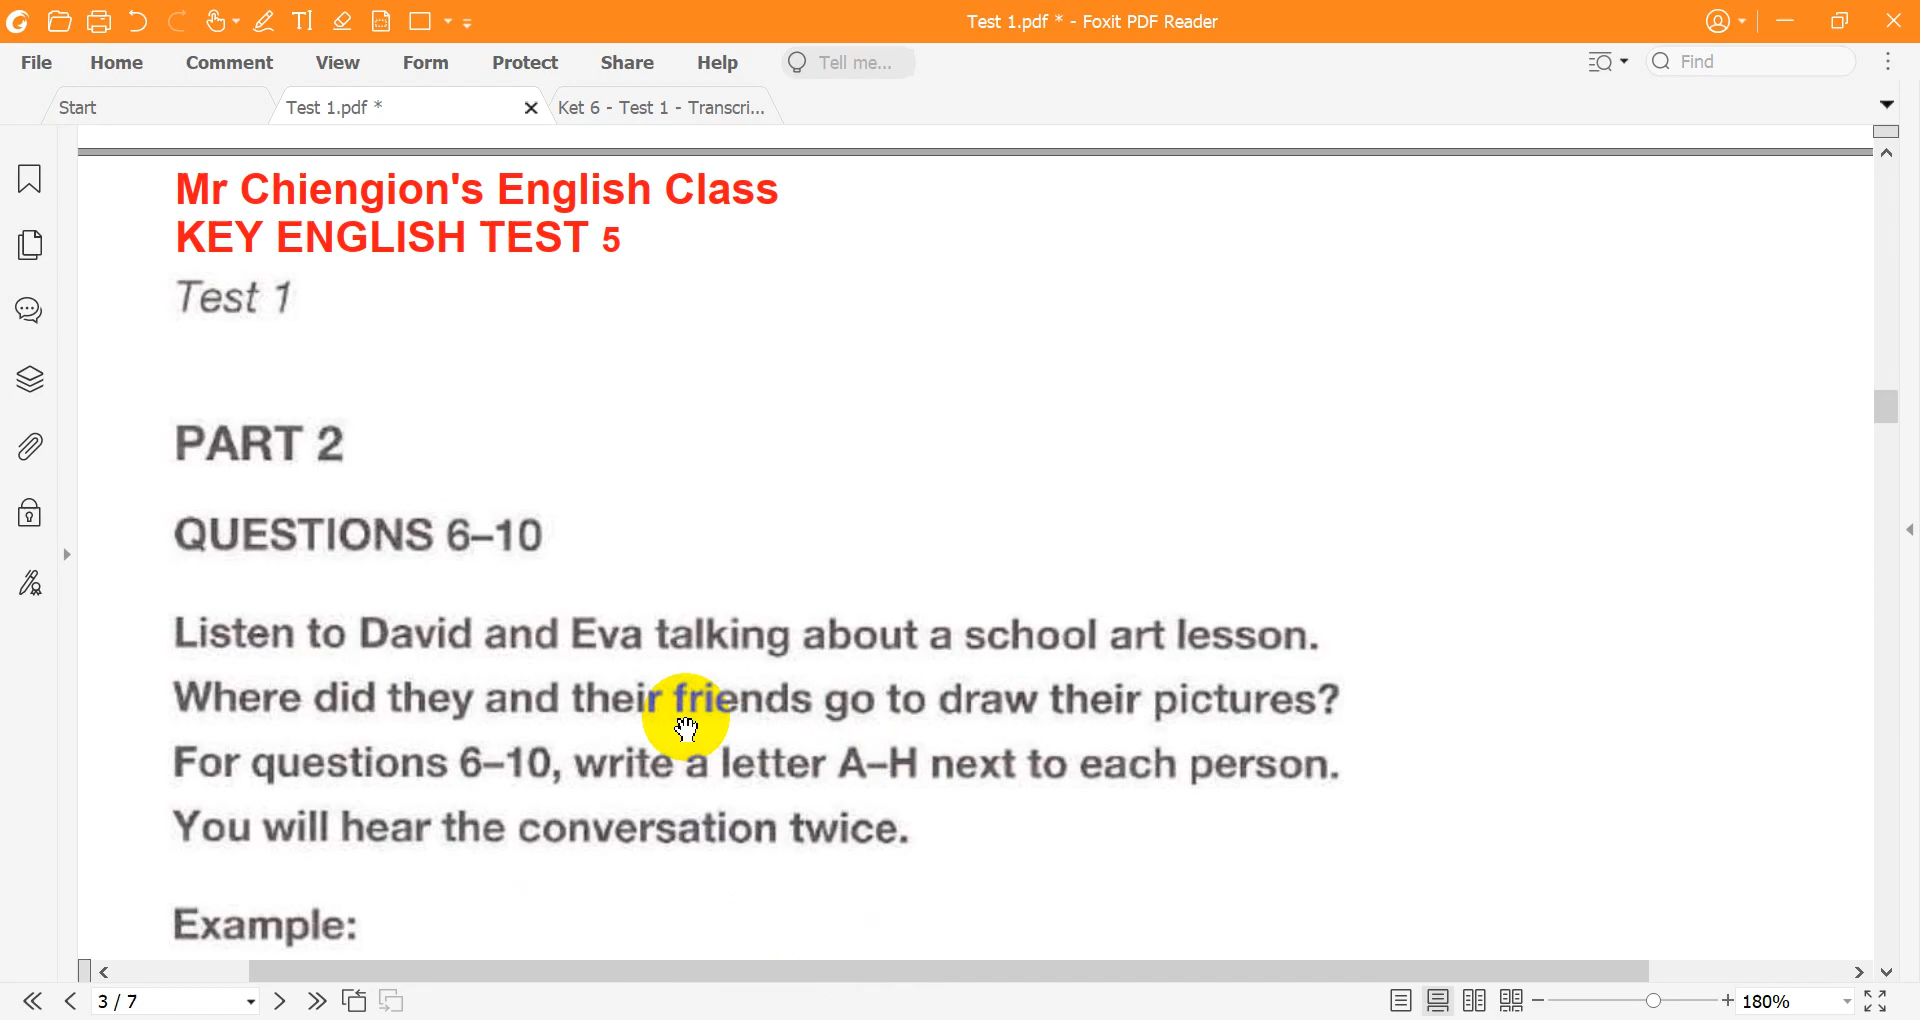 Test 1.pdf * - Foxit PDF Reader
File Home Comment View Form Protect Share Help Tell me... Find
Start Test 1.pdf * Ket 6 - Test 1 - Transcri...
Mr Chiengion's English Class
KEY ENGLISH TEST 5
Test 1
PART 2
QUESTIONS 6–10
Listen to David and Eva talking about a school art lesson.
Where did they and their friends go to draw their pictures?
For questions 6–10, write a letter A–H next to each person.
You will hear the conversation twice.
Example:
3 / 7 180%